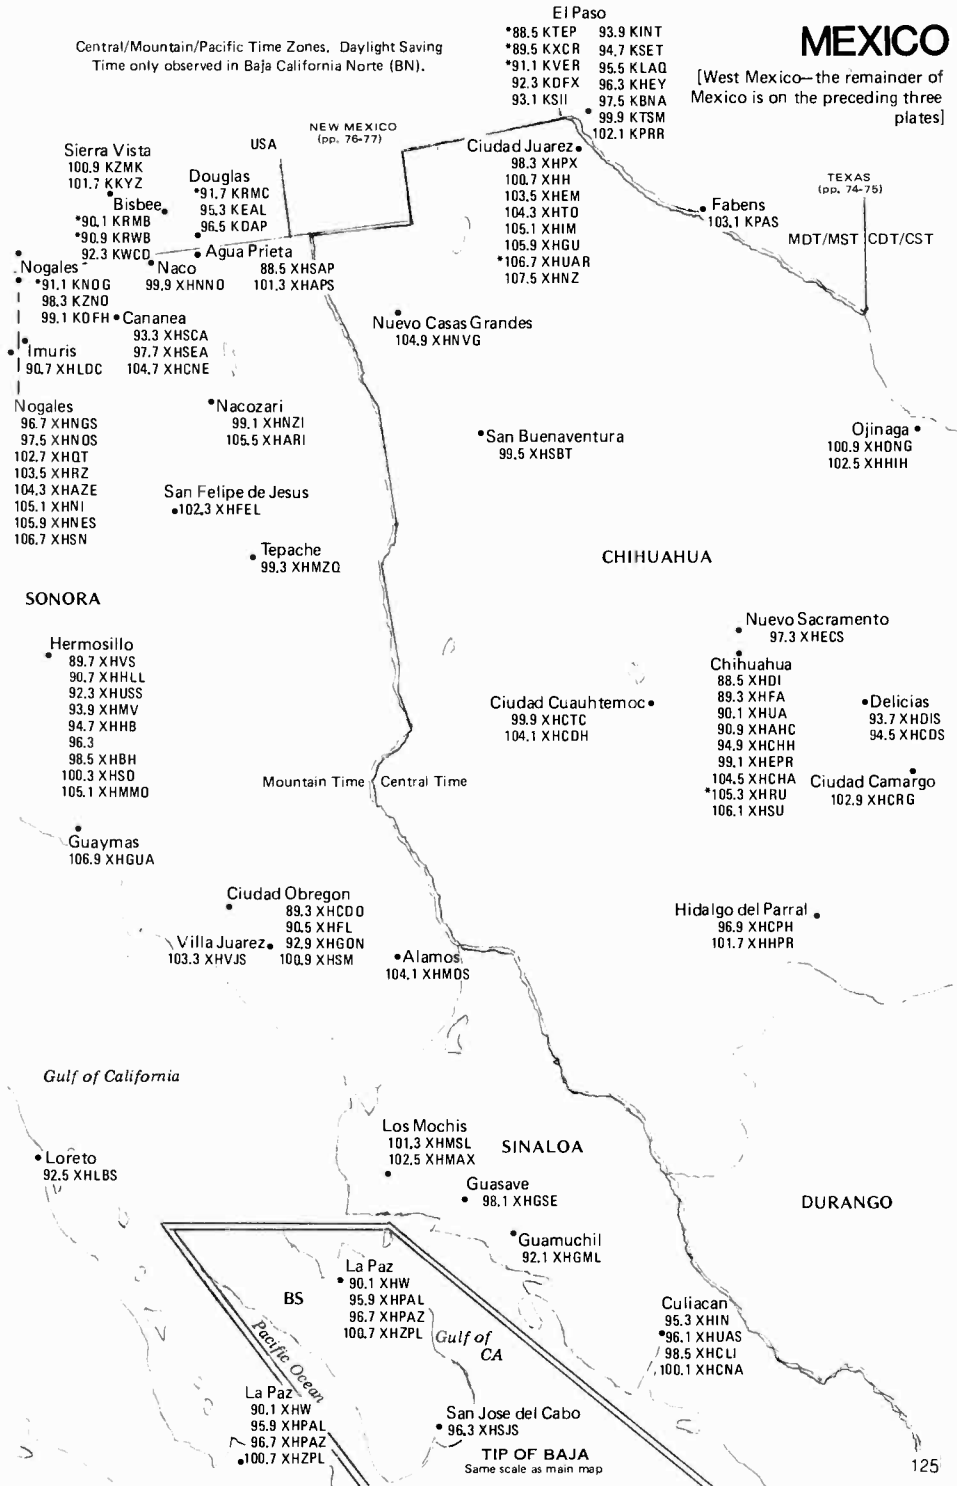 MEXICO
[West Mexico—the remainder of
Mexico is on the preceding three
plates]
Central/Mountain/Pacific Time Zones. Daylight Saving
Time only observed in Baja California Norte (BN).
El Paso
*88.5 KTEP
*89.5 KXCR
*91.1 KVER
92.3 KOFX
93.1 KSII
93.9 KINT
94.7 KSET
95.5 KLAQ
96.3 KHEY
97.5 KBNA
99.9 KTSM
102.1 KPRR
NEW MEXICO
(pp. 76-77)
USA
TEXAS
(pp. 74-75)
MDT/MST
CDT/CST
Sierra Vista
100.9 KZMK
101.7 KKYZ
Bisbee
*90.1 KRMB
*90.9 KRWB
92.3 KWCD
Douglas
*91.7 KRMC
95.3 KEAL
96.5 KDAP
Agua Prieta
88.5 XHSAP
101.3 XHAPS
Ciudad Juarez
98.3 XHPX
100.7 XHH
103.5 XHEM
104.3 XHTO
105.1 XHIM
105.9 XHGU
*106.7 XHUAR
107.5 XHNZ
Fabens
103.1 KPAS
Nogales
*91.1 KNOG
98.3 KZNO
99.1 KOFH
Naco
99.9 XHNNO
Cananea
93.3 XHSCA
97.7 XHSEA
104.7 XHCNE
Imuris
90.7 XHLDC
Nuevo Casas Grandes
104.9 XHNVG
Nogales
96.7 XHNGS
97.5 XHNOS
102.7 XHQT
103.5 XHRZ
104.3 XHAZE
105.1 XHNI
105.9 XHNES
106.7 XHSN
Nacozari
99.1 XHNZI
105.5 XHARI
San Buenaventura
99.5 XHSBT
Ojinaga
100.9 XHONG
102.5 XHHIH
San Felipe de Jesus
102.3 XHFEL
Tepache
99.3 XHMZQ
CHIHUAHUA
SONORA
Hermosillo
89.7 XHVS
90.7 XHHLL
92.3 XHUSS
93.9 XHMV
94.7 XHHB
96.3
98.5 XHBH
100.3 XHSO
105.1 XHMMO
Nuevo Sacramento
97.3 XHECS
Chihuahua
88.5 XHDI
89.3 XHFA
90.1 XHUA
90.9 XHAHC
94.9 XHCHH
99.1 XHEPR
104.5 XHCHA
*105.3 XHRU
106.1 XHSU
Ciudad Cuauhtemoc
99.9 XHCTC
104.1 XHCDH
Delicias
93.7 XHDIS
94.5 XHCDS
Ciudad Camargo
102.9 XHCRG
Mountain Time
Central Time
Guaymas
106.9 XHGUA
Ciudad Obregon
89.3 XHCDO
90.5 XHFL
92.9 XHGON
100.9 XHSM
Villa Juarez
103.3 XHVJS
Alamos
104.1 XHMOS
Hidalgo del Parral
96.9 XHCPH
101.7 XHHPR
Gulf of California
Los Mochis
101.3 XHMSL
102.5 XHMAX
SINALOA
Loreto
92.5 XHLBS
Guasave
98.1 XHGSE
DURANGO
Guamuchil
92.1 XHGML
La Paz
90.1 XHW
95.9 XHPAL
96.7 XHPAZ
100.7 XHZPL
BS
Pacific Ocean
Gulf of
CA
Culiacan
95.3 XHIN
*96.1 XHUAS
98.5 XHCLI
100.1 XHCNA
La Paz
90.1 XHW
95.9 XHPAL
96.7 XHPAZ
100.7 XHZPL
San Jose del Cabo
96.3 XHSJS
TIP OF BAJA
Same scale as main map
125